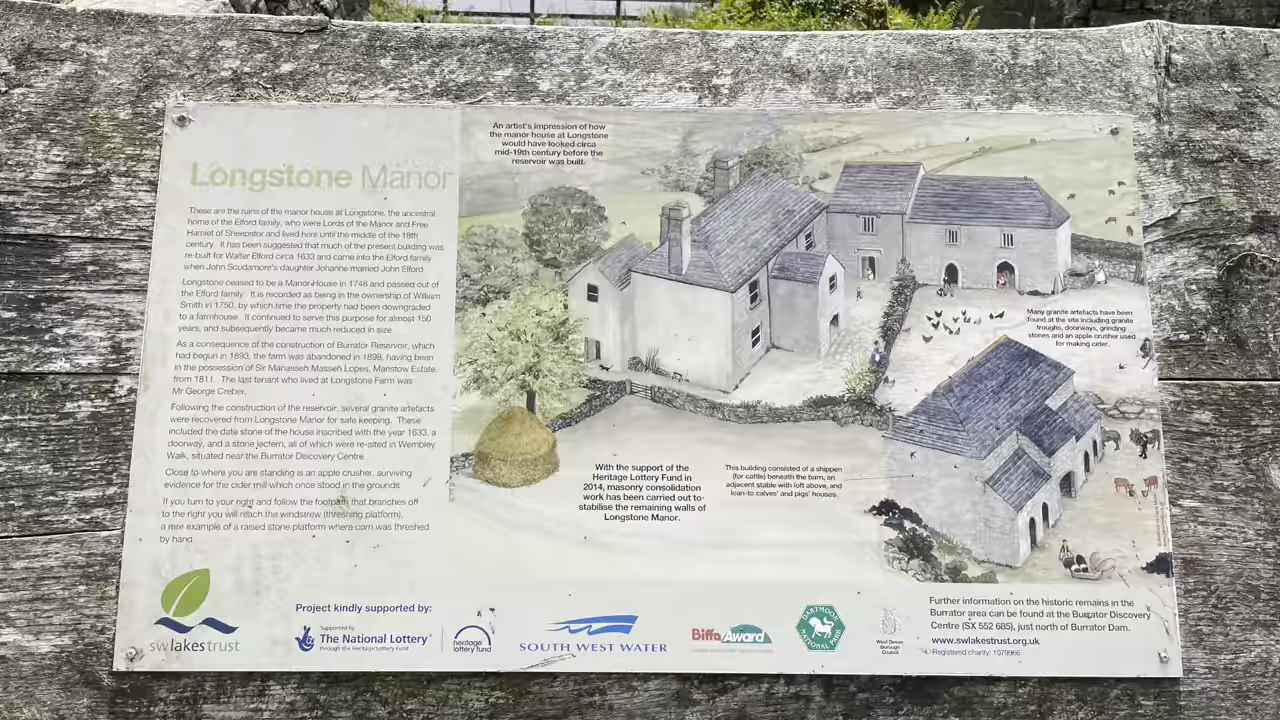 Longstone Manor
These are the ruins of the manor house at Longstone, the ancestral
home of the Elford family, who were Lords of the Manor and Free
Hamlet of Sheepstor and lived here until the middle of the 18th
century. It has been suggested that much of the present building was
re-built for Walter Elford circa 1633 and came into the Elford family
when John Scudamore's daughter Johanne married John Elford
Longstone ceased to be a Manor House in 1748 and passed out of
the Elford family. It is recorded as being in the ownership of William
Smith in 1750, by which time the property had been downgraded
to a farmhouse. It continued to serve this purpose for almost 150
years, and subsequently became much reduced in size.
As a consequence of the construction of Burrator Reservoir, which
had begun in 1893, the farm was abandoned in 1898, having been
in the possession of Sir Manasseh Masseh Lopes, Maristow Estate,
from 1811. The last tenant who lived at Longstone Farm was
Mr George Creber.
Following the construction of the reservoir, several granite artefacts
were recovered from Longstone Manor for safe keeping. These
included the date stone of the house inscribed with the year 1633, a
doorway, and a stone lectern, all of which were re-sited in Wembley
Walk, situated near the Burrator Discovery Centre.
Close to where you are standing is an apple crusher, surviving
evidence for the cider mill which once stood in the grounds
If you turn to your right and follow the footpath that branches off
to the right you will reach the windstrew (threshing platform),
a rare example of a raised stone platform where corn was threshed
by hand
An artist's impression of how
the manor house at Longstone
would have looked circa
mid-19th century before the
reservoir was built.
Many granite artefacts have been
found at the site including granite
troughs, doorways, grinding
stones and an apple crusher used
for making cider.
With the support of the
Heritage Lottery Fund in
2014, masonry consolidation
work has been carried out to
stabilise the remaining walls of
Longstone Manor.
This building consisted of a shippen
(for cattle) beneath the barn, an
adjacent stable with loft above, and
lean-to calves' and pigs' houses.
sw lakes trust
Project kindly supported by:
Supported by
The National Lottery®
through the Heritage Lottery Fund
heritage
lottery fund
SOUTH WEST WATER
Biffa Award
DARTMOOR
NATIONAL PARK
West Devon
Borough
Council
Further information on the historic remains in the
Burrator area can be found at the Burrator Discovery
Centre (SX 552 685), just north of Burrator Dam.
www.swlakestrust.org.uk
Registered charity: 1079966